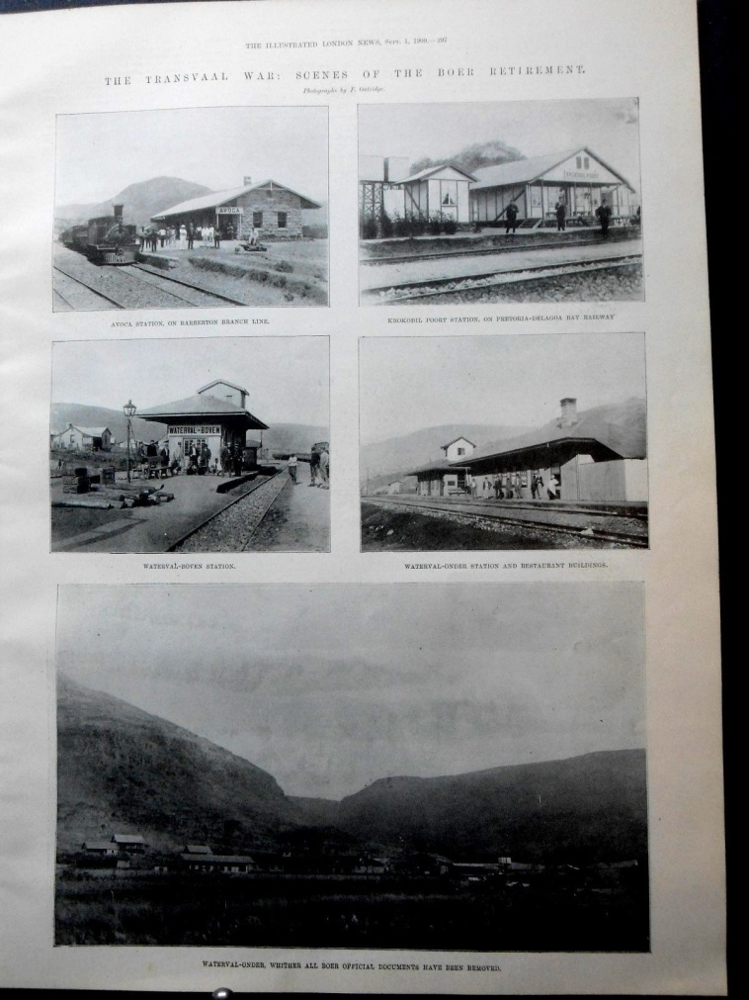 THE ILLUSTRATED LONDON NEWS, SEPT. 1, 1900.—297
THE TRANSVAAL WAR: SCENES OF THE BOER RETIREMENT.
Photographs by F. Outridge.
AVOCA
AVOCA STATION, ON BARBERTON BRANCH LINE.
KROKODIL POORT STATION, ON PRETORIA-DELAGOA BAY RAILWAY
WATERVAL-BOVEN
WATERVAL-BOVEN STATION.
WATERVAL-ONDER STATION AND RESTAURANT BUILDINGS.
WATERVAL-ONDER, WHITHER ALL BOER OFFICIAL DOCUMENTS HAVE BEEN REMOVED.